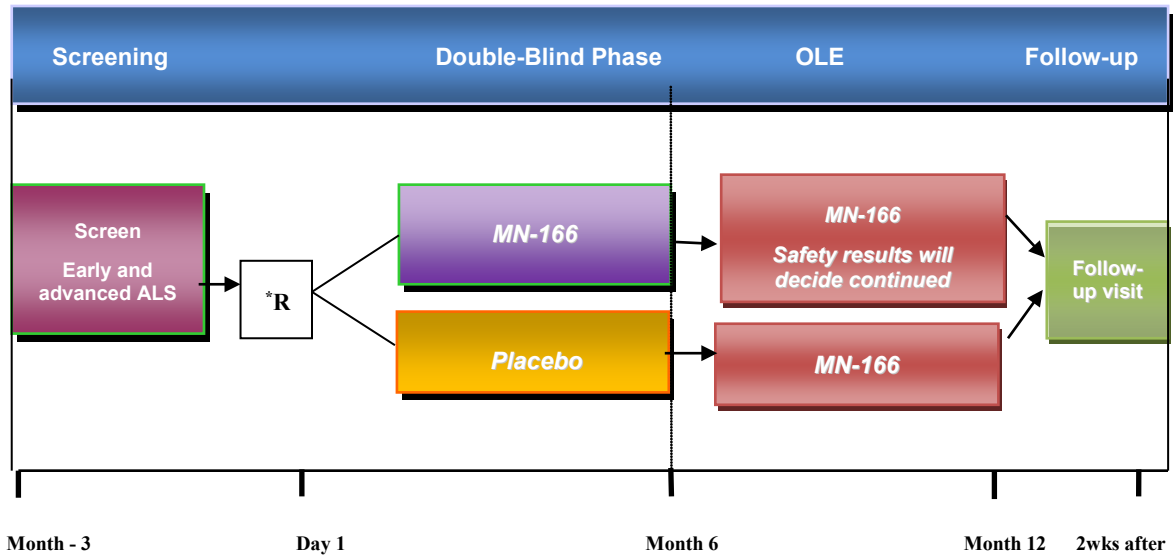 Screening Double-Blind Phase OLE Follow-up
Screen
Early and
advanced ALS
*R
MN-166
Placebo
MN-166
Safety results will
decide continued
MN-166
Follow-
up visit
Month - 3 Day 1 Month 6 Month 12 2wks after